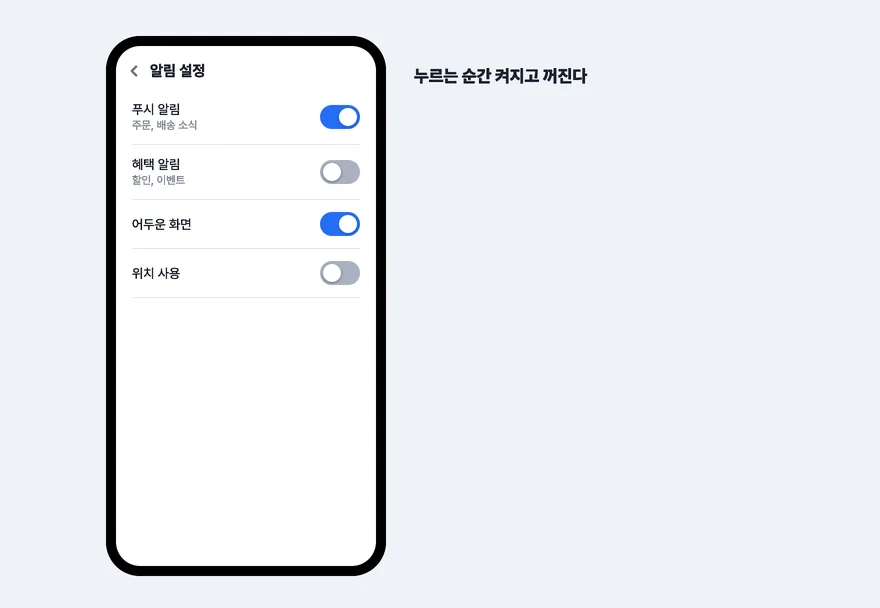 알림 설정
누르는 순간 켜지고 꺼진다
푸시 알림
주문, 배송 소식
혜택 알림
할인, 이벤트
어두운 화면
위치 사용